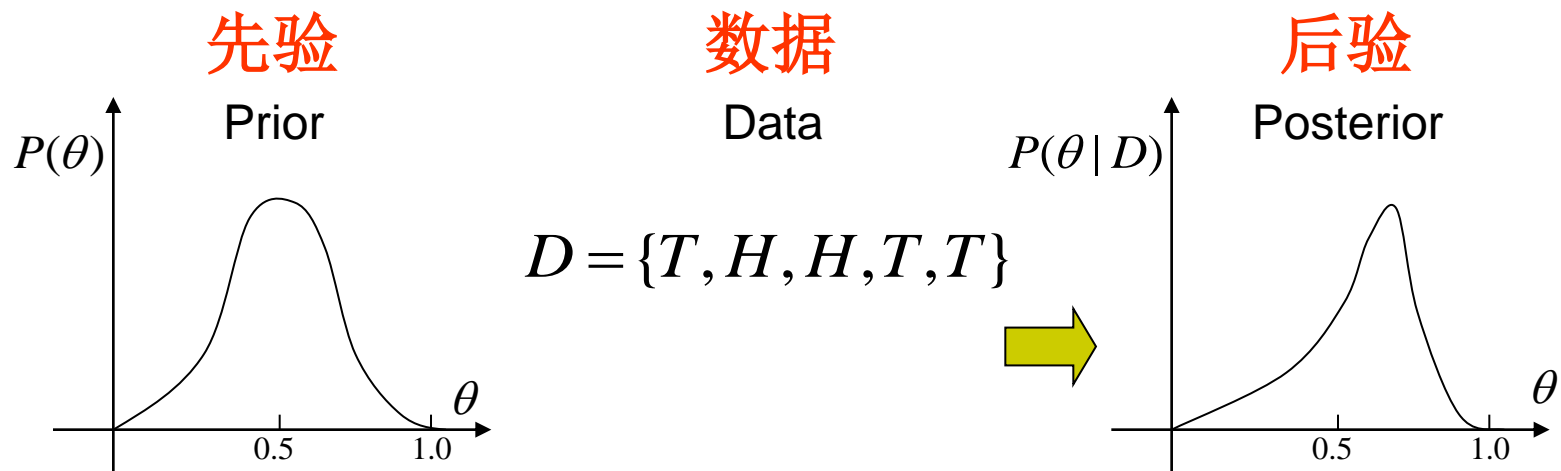 先验 数据 后验
Prior Data Posterior
P(θ) P(θ | D)
D = {T, H, H, T, T}
θ θ
0.5 1.0 0.5 1.0